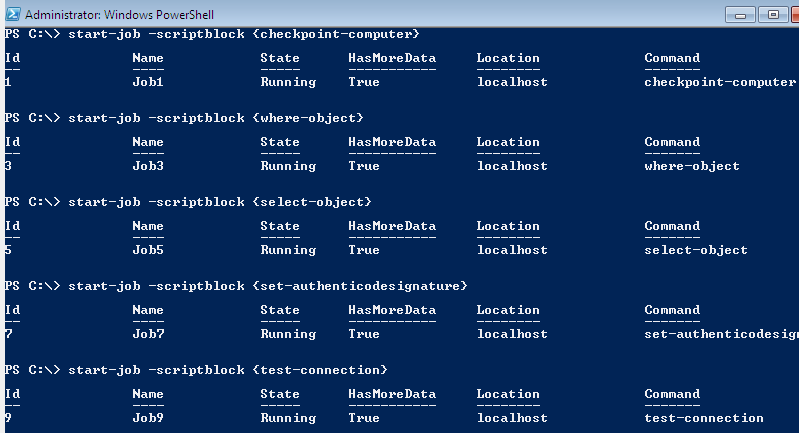 Administrator: Windows PowerShell
PS C:\> start-job -scriptblock {checkpoint-computer}
Id Name State HasMoreData Location Command
-- ---- ----- ----------- -------- -------
1 Job1 Running True localhost checkpoint-computer
PS C:\> start-job -scriptblock {where-object}
Id Name State HasMoreData Location Command
-- ---- ----- ----------- -------- -------
3 Job3 Running True localhost where-object
PS C:\> start-job -scriptblock {select-object}
Id Name State HasMoreData Location Command
-- ---- ----- ----------- -------- -------
5 Job5 Running True localhost select-object
PS C:\> start-job -scriptblock {set-authenticodesignature}
Id Name State HasMoreData Location Command
-- ---- ----- ----------- -------- -------
7 Job7 Running True localhost set-authenticodesign
PS C:\> start-job -scriptblock {test-connection}
Id Name State HasMoreData Location Command
-- ---- ----- ----------- -------- -------
9 Job9 Running True localhost test-connection